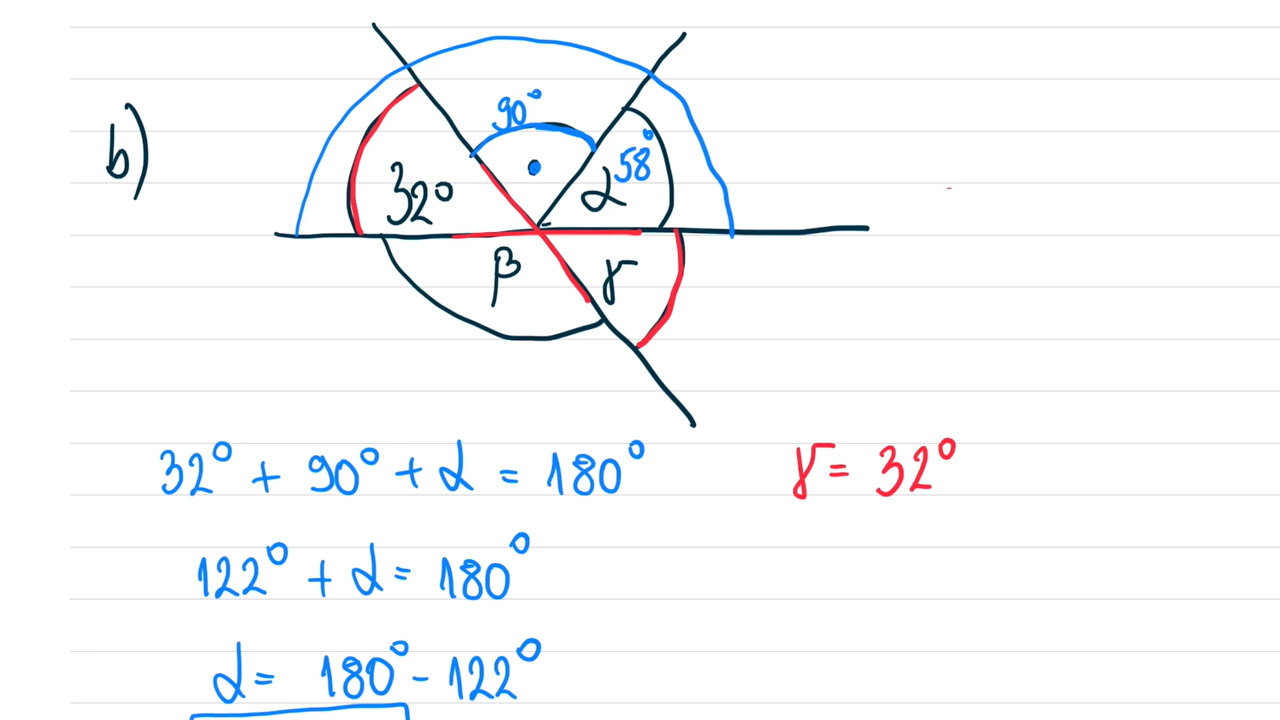 b)
90°
32°
α 58°
β
γ
32° + 90° + α = 180°
γ = 32°
122° + α = 180°
α = 180° - 122°